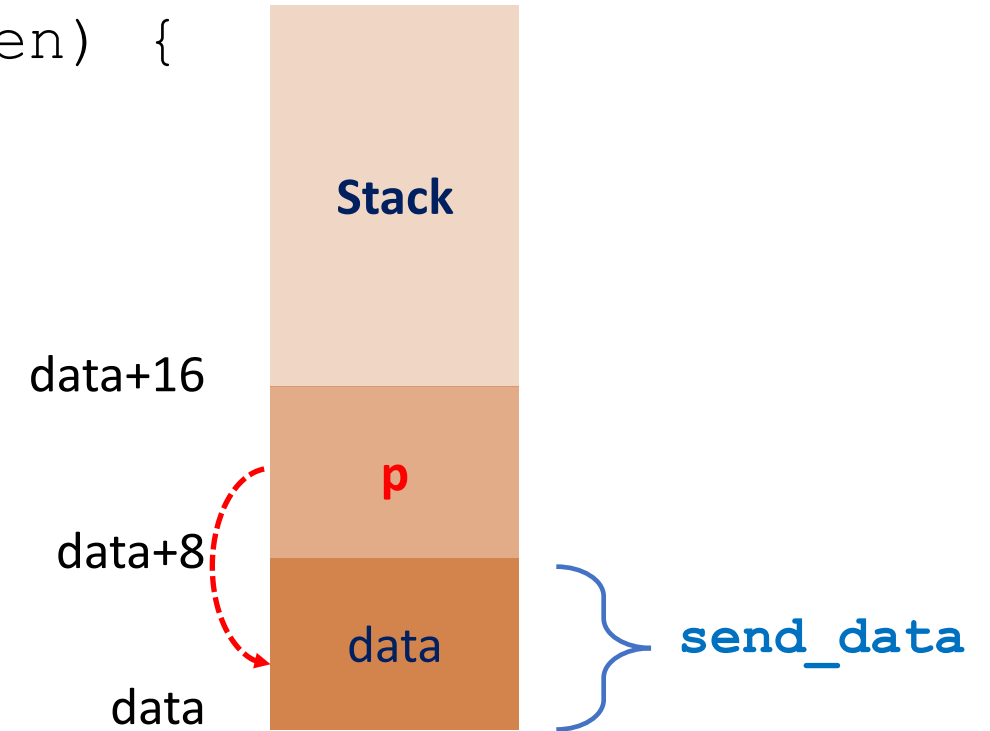 en) {
Stack
data+16
p
data+8
data
send_data
data